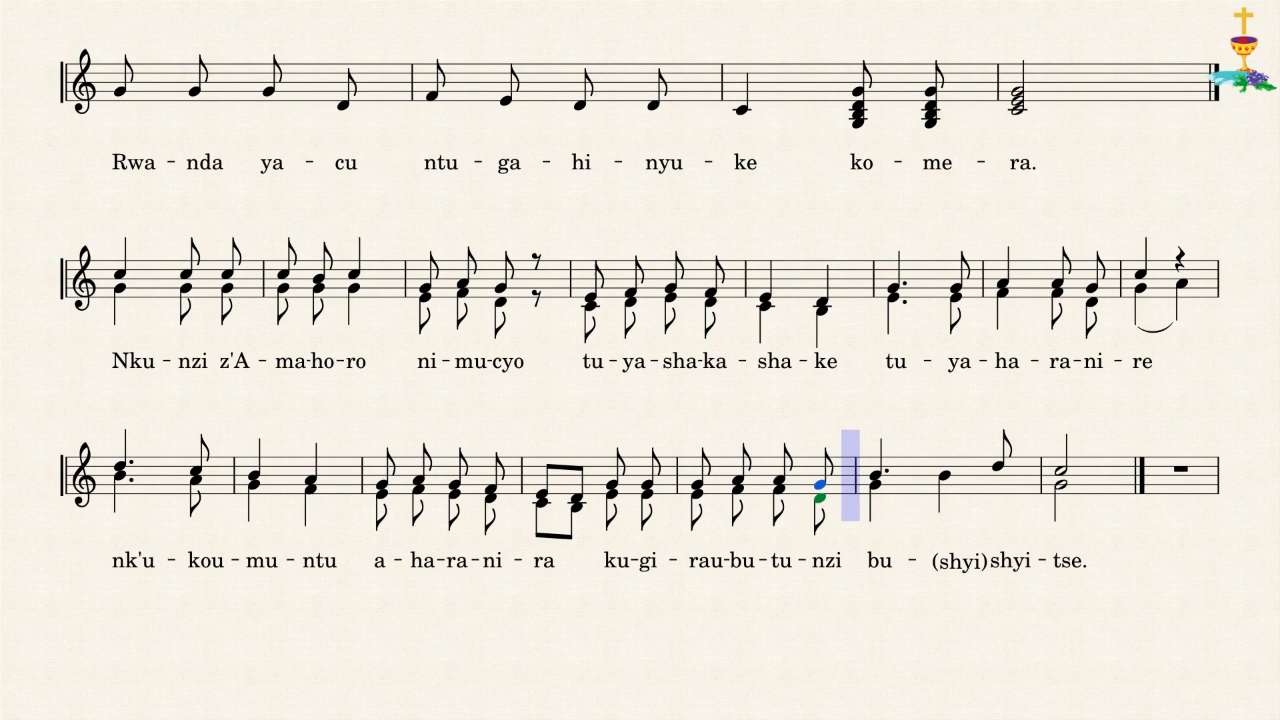 Rwa - nda ya - cu ntu - ga - hi - nyu - ke ko - me - ra.
Nku - nzi z'A - ma-ho-ro ni - mu-cyo tu - ya - sha-ka - sha - ke tu - ya - ha - ra-ni - re
nk'u - kou - mu - ntu a - ha-ra-ni - ra ku-gi - rau-bu-tu-nzi bu - (shyi)shyi - tse.